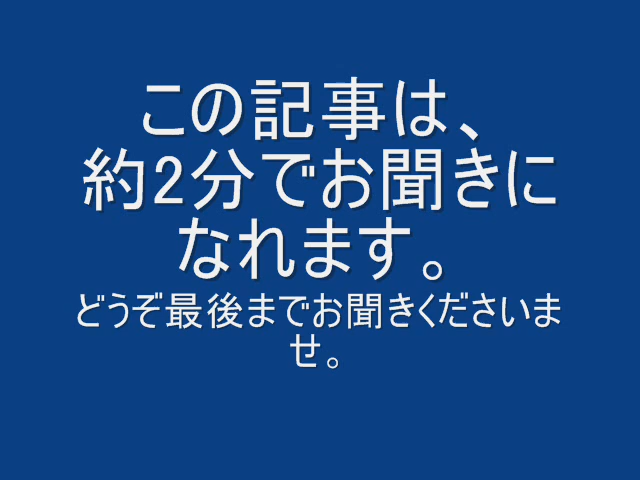 この記事は、
約2分でお聞きに
なれます。
どうぞ最後までお聞きくださいま
せ。